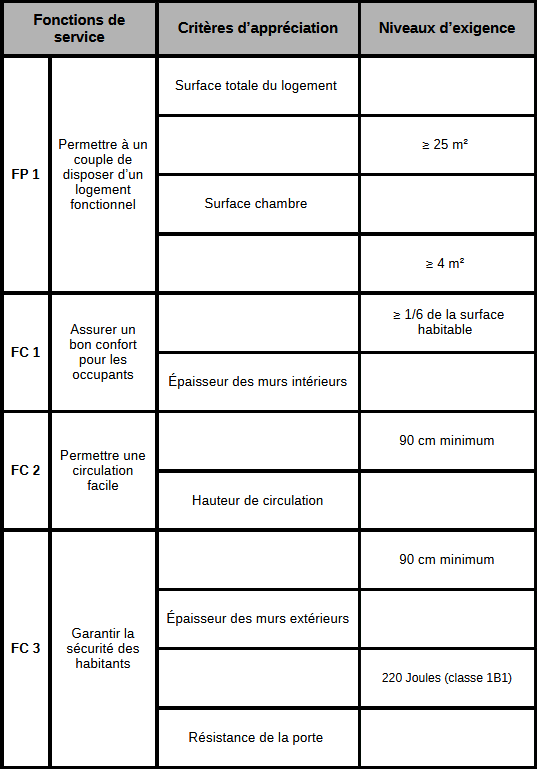 Fonctions de
service
Critères d’appréciation
Niveaux d’exigence
FP 1
Permettre à un
couple de
disposer d’un
logement
fonctionnel
Surface totale du logement
≥ 25 m²
Surface chambre
≥ 4 m²
FC 1
Assurer un
bon confort
pour les
occupants
≥ 1/6 de la surface
habitable
Épaisseur des murs intérieurs
FC 2
Permettre une
circulation
facile
90 cm minimum
Hauteur de circulation
FC 3
Garantir la
sécurité des
habitants
90 cm minimum
Épaisseur des murs extérieurs
220 Joules (classe 1B1)
Résistance de la porte